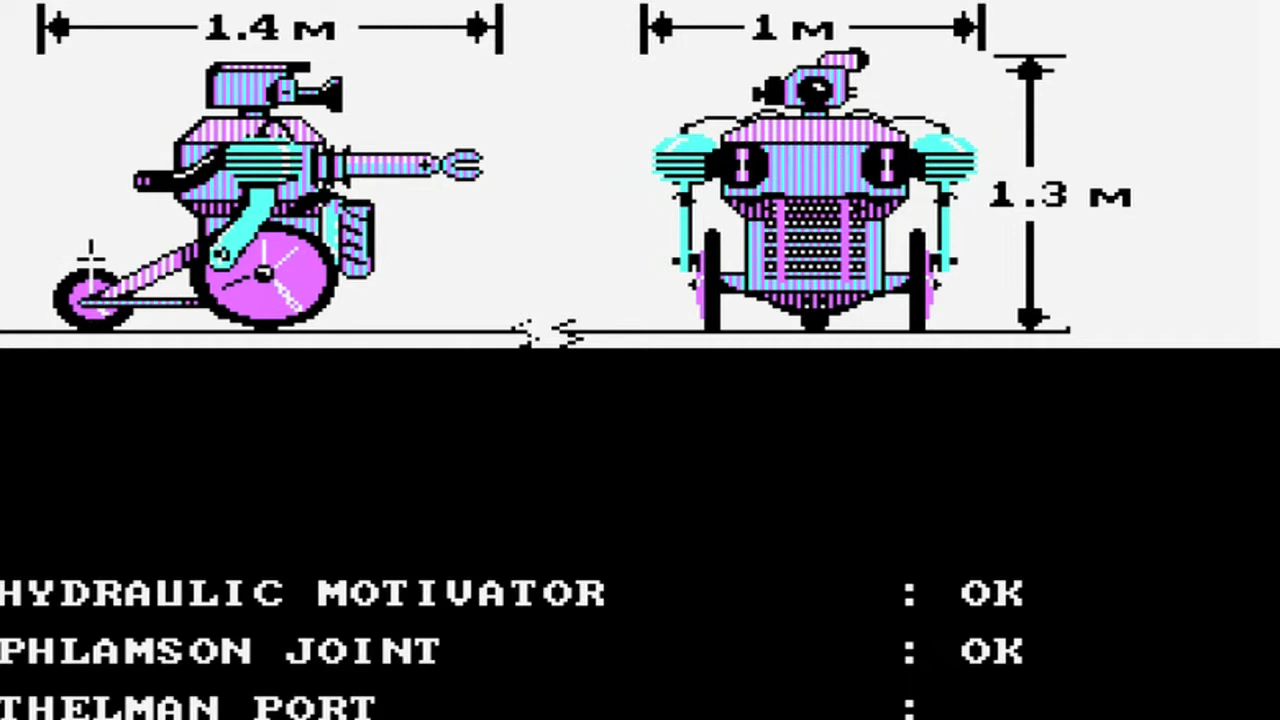 1.4 M
1 M
1.3 M
HYDRAULIC MOTIVATOR : OK
PHLAMSON JOINT : OK
THELMAN PORT :